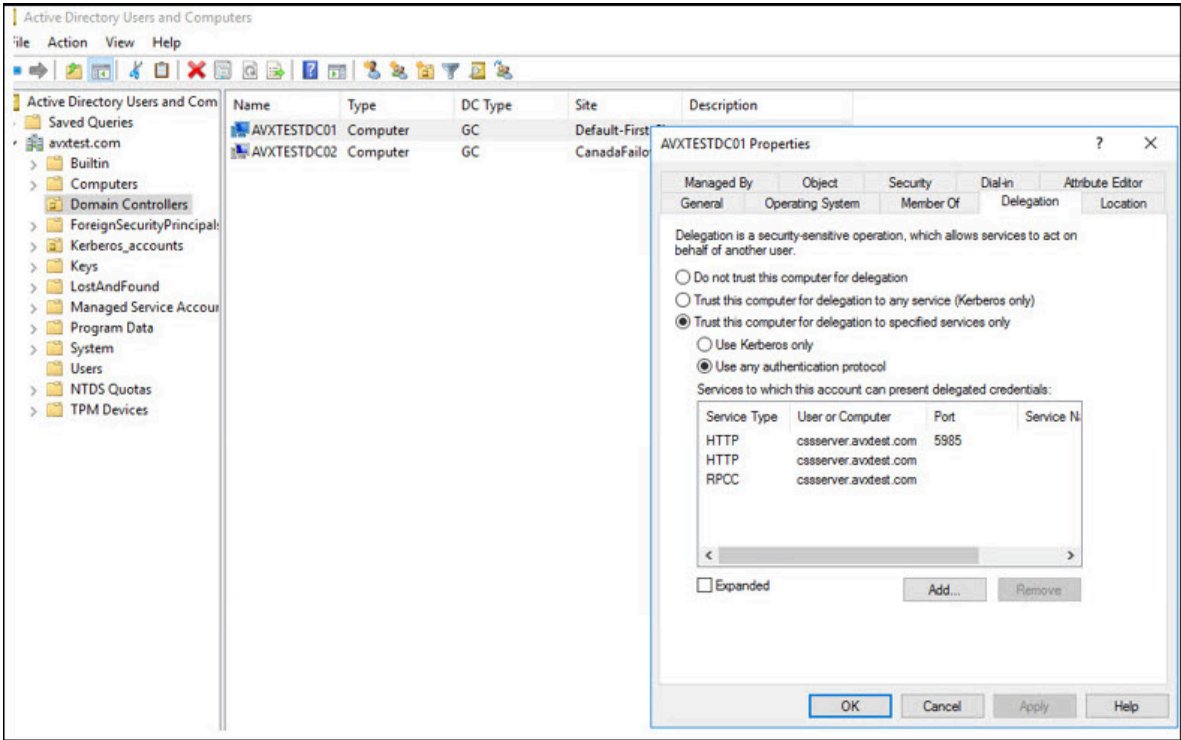 Active Directory Users and Computers
ile Action View Help
Active Directory Users and Com
Saved Queries
avxtest.com
Builtin
Computers
Domain Controllers
ForeignSecurityPrincipals
Kerberos_accounts
Keys
LostAndFound
Managed Service Accour
Program Data
System
Users
NTDS Quotas
TPM Devices
Name Type DC Type Site Description
AVXTESTDC01 Computer GC Default-First-
AVXTESTDC02 Computer GC CanadaFailo
AVXTESTDC01 Properties ? X
Managed By Object Security Dial-in Attribute Editor
General Operating System Member Of Delegation Location
Delegation is a security-sensitive operation, which allows services to act on
behalf of another user.
Do not trust this computer for delegation
Trust this computer for delegation to any service (Kerberos only)
Trust this computer for delegation to specified services only
Use Kerberos only
Use any authentication protocol
Services to which this account can present delegated credentials:
Service Type User or Computer Port Service N
HTTP cssserver.avxtest.com 5985
HTTP cssserver.avxtest.com
RPCC cssserver.avxtest.com
Expanded Add... Remove
OK Cancel Apply Help